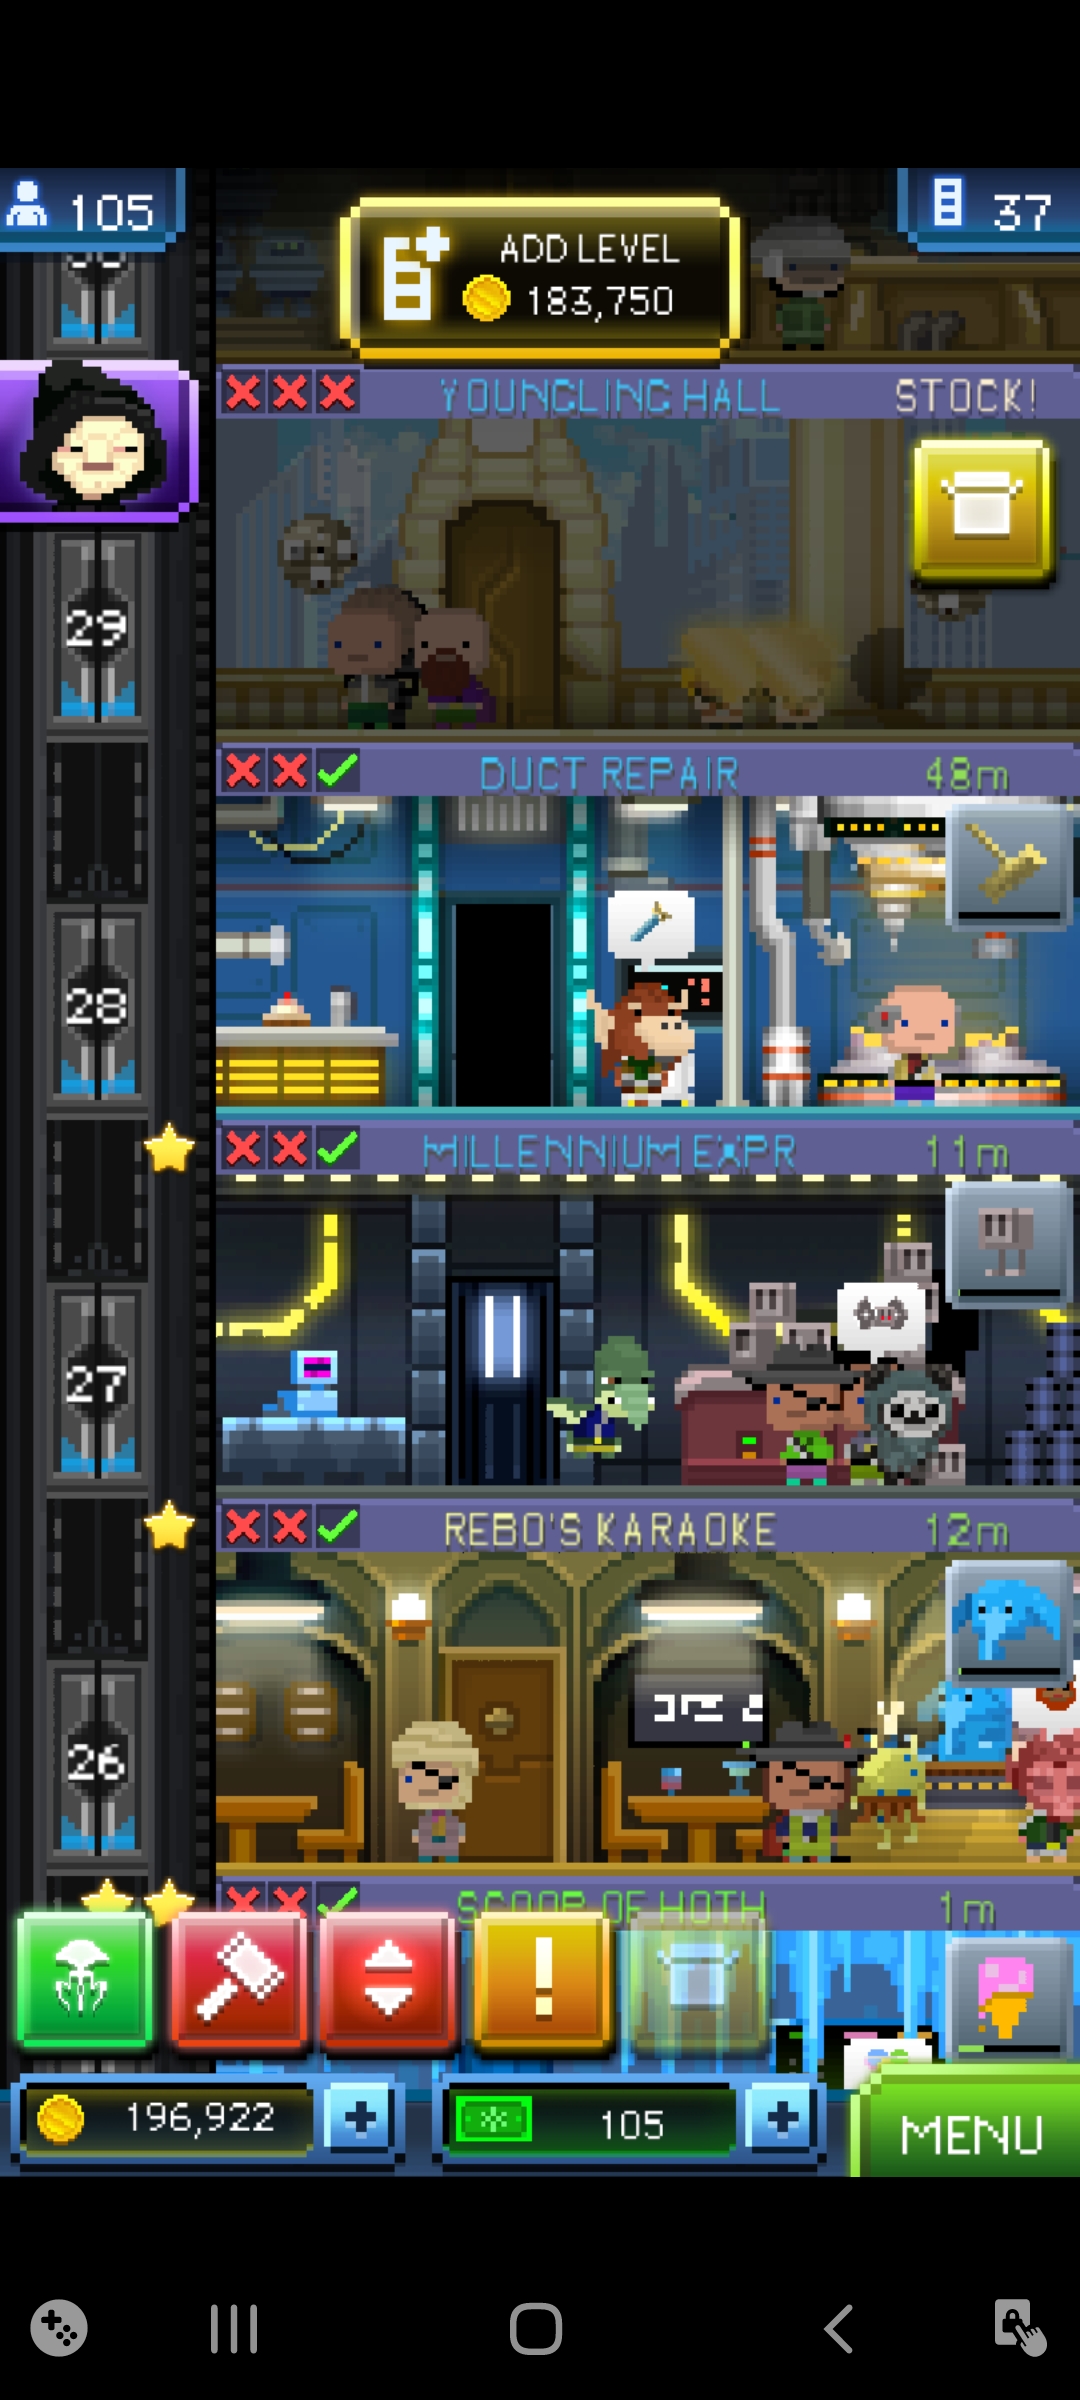 105
37
ADD LEVEL
183,750
YOUNGLING HALL
STOCK!
29
DUCT REPAIR
48m
28
MILLENNIUM EXPR
11m
27
REBO'S KARAOKE
12m
26
SCOOP OF HOTH
1m
!
196,922
+
105
+
MENU